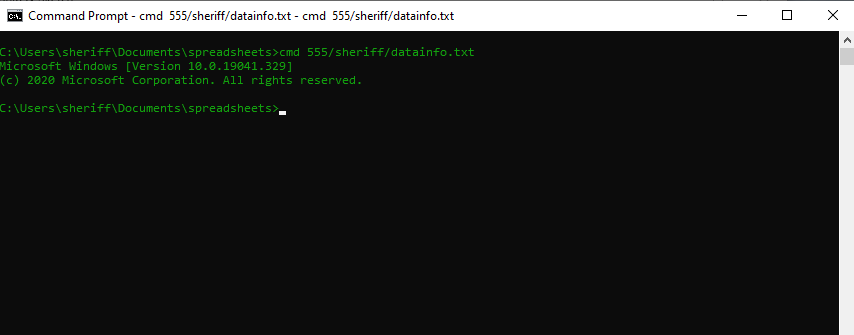 Command Prompt - cmd  555/sheriff/datainfo.txt - cmd  555/sheriff/datainfo.txt
C:\Users\sheriff\Documents\spreadsheets>cmd 555/sheriff/datainfo.txt
Microsoft Windows [Version 10.0.19041.329]
(c) 2020 Microsoft Corporation. All rights reserved.
C:\Users\sheriff\Documents\spreadsheets>